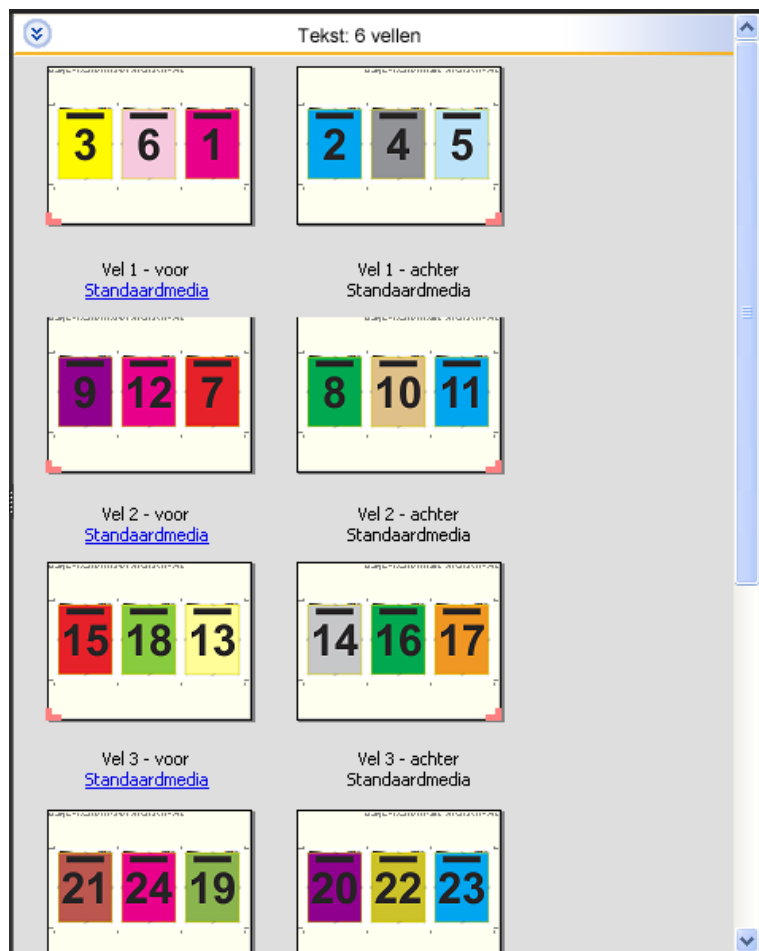 Tekst: 6 vellen
3 6 1
2 4 5
Vel 1 - voor
Standaardmedia
Vel 1 - achter
Standaardmedia
9 12 7
8 10 11
Vel 2 - voor
Standaardmedia
Vel 2 - achter
Standaardmedia
15 18 13
14 16 17
Vel 3 - voor
Standaardmedia
Vel 3 - achter
Standaardmedia
21 24 19
20 22 23